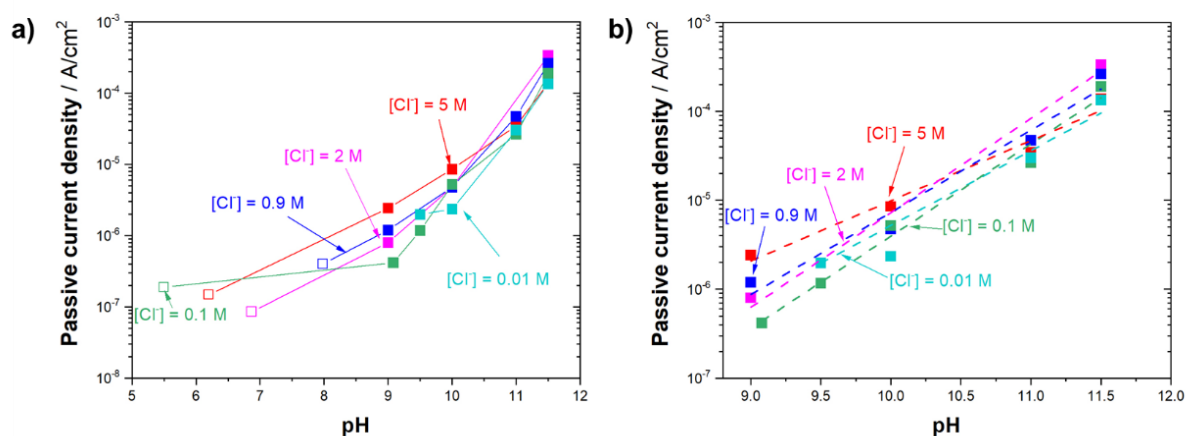 a)
Passive current density / A/cm²
10⁻³
10⁻⁴
10⁻⁵
10⁻⁶
10⁻⁷
10⁻⁸
[Cl⁻] = 5 M
[Cl⁻] = 2 M
[Cl⁻] = 0.9 M
[Cl⁻] = 0.01 M
[Cl⁻] = 0.1 M
5 6 7 8 9 10 11 12
pH
b)
Passive current density / A/cm²
10⁻³
10⁻⁴
10⁻⁵
10⁻⁶
10⁻⁷
[Cl⁻] = 5 M
[Cl⁻] = 2 M
[Cl⁻] = 0.9 M
[Cl⁻] = 0.1 M
[Cl⁻] = 0.01 M
9.0 9.5 10.0 10.5 11.0 11.5 12.0
pH